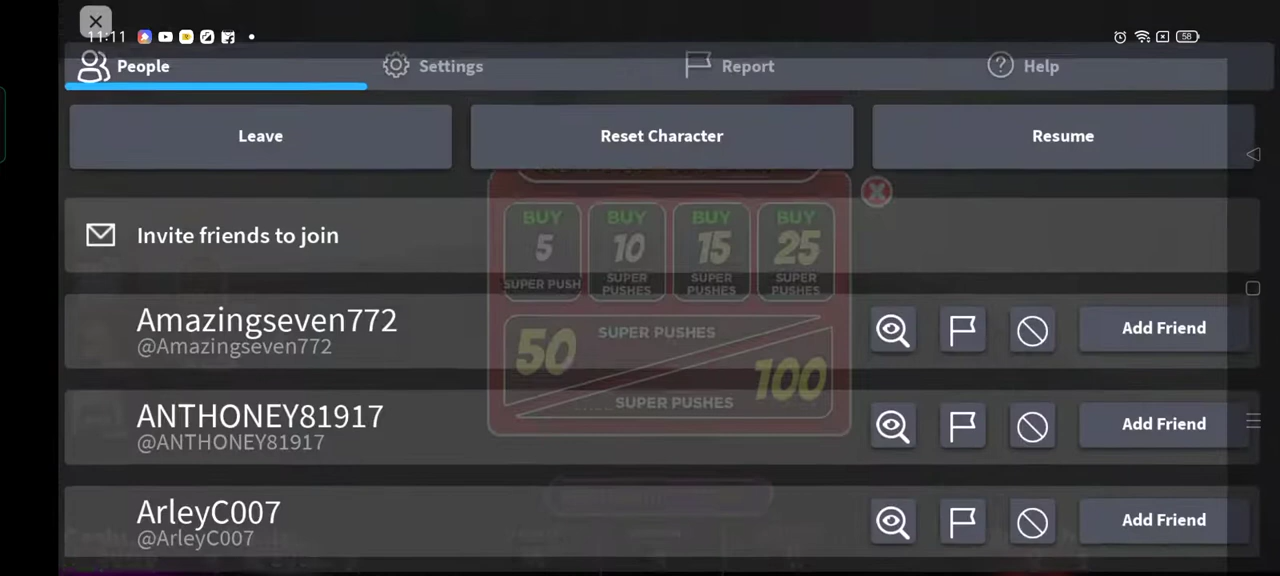 11:11
58
People
Settings
Report
Help
Leave
Reset Character
Resume
BUY BUY BUY BUY
5 10 15 25
SUPER PUSH SUPER PUSHES SUPER PUSHES SUPER PUSHES
Invite friends to join
50 SUPER PUSHES
100 SUPER PUSHES
Amazingseven772
@Amazingseven772
Add Friend
ANTHONEY81917
@ANTHONEY81917
Add Friend
ArleyC007
@ArleyC007
Add Friend